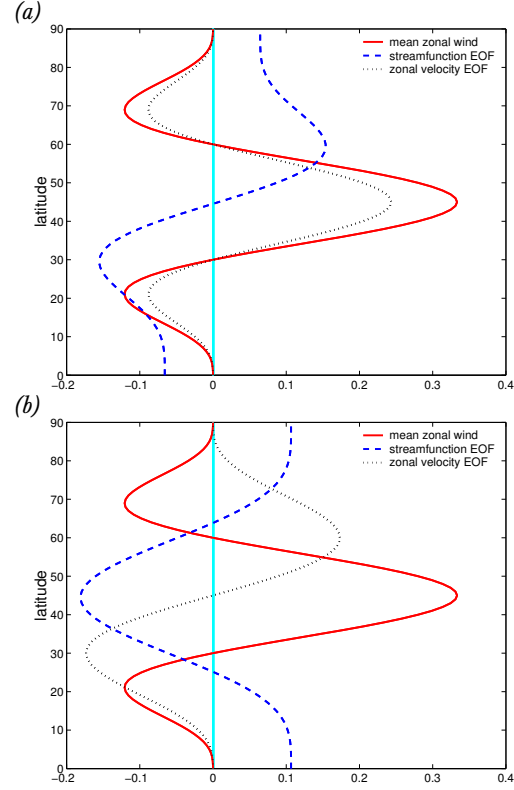 (a)
90
80
70
60
50
40
30
20
10
0
latitude
mean zonal wind
streamfunction EOF
zonal velocity EOF
−0.2 −0.1 0 0.1 0.2 0.3 0.4
(b)
90
80
70
60
50
40
30
20
10
0
latitude
mean zonal wind
streamfunction EOF
zonal velocity EOF
−0.2 −0.1 0 0.1 0.2 0.3 0.4